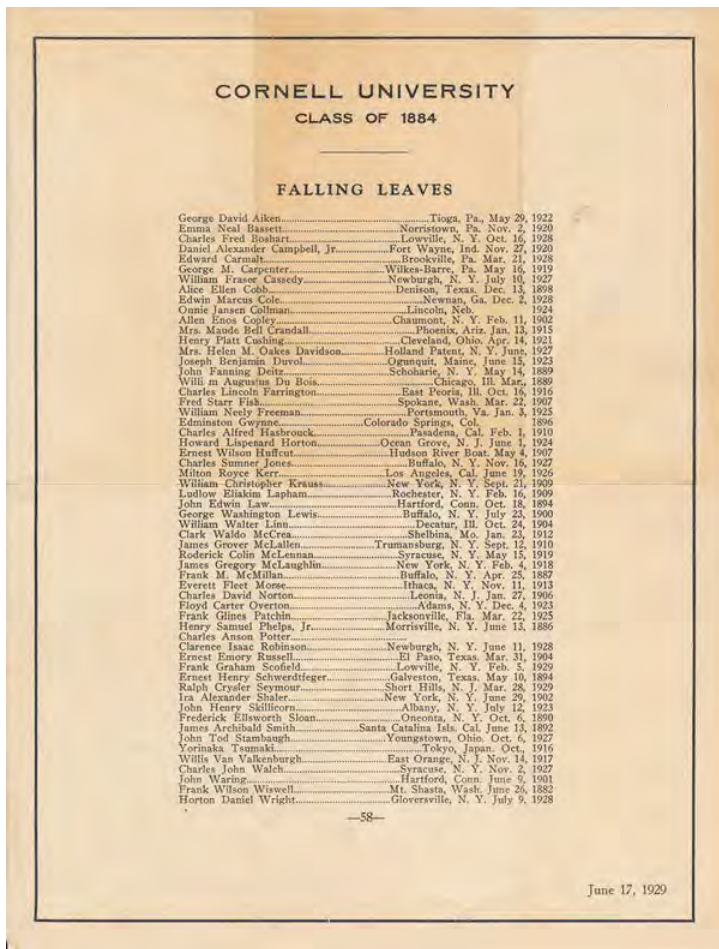 CORNELL UNIVERSITY
CLASS OF 1884
FALLING LEAVES
George David Aiken.....Tioga, Pa., May 29, 1922
Emma Neal Bassett.....Norristown, Pa. Nov. 2, 1920
Charles Fred Boshart.....Lowville, N. Y. Oct. 16, 1928
Daniel Alexander Campbell, Jr.....Fort Wayne, Ind. Nov. 27, 1920
Edward Carmalt.....Brookville, Pa. Mar. 21, 1928
George M. Carpenter.....Wilkes-Barre, Pa. May 16, 1919
William Fraser Cassedy.....Newburgh, N. Y. July 10, 1927
Alice Ellen Cobb.....Denison, Texas. Dec. 13, 1898
Edwin Marcus Cole.....Newnan, Ga. Dec. 2, 1928
Onnie Jansen Collman.....Lincoln, Neb. 1924
Allen Enos Copley.....Chaumont, N. Y. Feb. 11, 1902
Mrs. Maude Bell Crandall.....Phoenix, Ariz. Jan. 13, 1915
Henry Platt Cushing.....Cleveland, Ohio. Apr. 14, 1921
Mrs. Helen M. Oakes Davidson.....Holland Patent, N. Y. June, 1927
Joseph Benjamin Duvol.....Ogunquit, Maine, June 15, 1923
John Fanning Deitz.....Schoharie, N. Y. May 14, 1889
Willi m Augustus Du Bois.....Chicago, Ill. Mar., 1889
Charles Lincoln Farrington.....East Peoria, Ill. Oct. 16, 1916
Fred Starr Fish.....Spokane, Wash. Mar. 22, 1907
William Neely Freeman.....Portsmouth, Va. Jan. 3, 1925
Edminston Gwynne.....Colorado Springs, Col. 1896
Charles Alfred Hasbrouck.....Pasadena, Cal. Feb. 1, 1910
Howard Lispenard Horton.....Ocean Grove, N. J. June 1, 1924
Ernest Wilson Huffcut.....Hudson River Boat. May 4, 1907
Charles Sumner Jones.....Buffalo, N. Y. Nov. 16, 1927
Milton Royce Kerr.....Los Angeles, Cal. June 19, 1926
William Christopher Krauss.....New York, N. Y. Sept. 21, 1909
Ludlow Eliakim Lapham.....Rochester, N. Y. Feb. 16, 1909
John Edwin Law.....Hartford, Conn. Oct. 18, 1894
George Washington Lewis.....Buffalo, N. Y. July 23, 1900
William Walter Linn.....Decatur, Ill. Oct. 24, 1904
Clark Waldo McCrea.....Shelbina, Mo. Jan. 23, 1912
James Grover McLallen.....Trumansburg, N. Y. Sept. 12, 1910
Roderick Colin McLennan.....Syracuse, N. Y. May 15, 1919
James Gregory McLaughlin.....New York, N. Y. Feb. 4, 1918
Frank M. McMillan.....Buffalo, N. Y. Apr. 25, 1887
Everett Fleet Morse.....Ithaca, N. Y. Nov. 11, 1913
Charles David Norton.....Leonia, N. J. Jan. 27, 1906
Floyd Carter Overton.....Adams, N. Y. Dec. 4, 1923
Frank Glines Patchin.....Jacksonville, Fla. Mar. 22, 1925
Henry Samuel Phelps, Jr.....Morrisville, N. Y. June 13, 1886
Charles Anson Potter.....
Clarence Isaac Robinson.....Newburgh, N. Y. June 11, 1928
Ernest Emory Russell.....El Paso, Texas. Mar. 31, 1904
Frank Graham Scofield.....Lowville, N. Y. Feb. 5, 1929
Ernest Henry Schwerdtfeger.....Galveston, Texas. May 10, 1894
Ralph Crysler Seymour.....Short Hills, N. J. Mar. 28, 1929
Ira Alexander Shaler.....New York, N. Y. June 29, 1902
John Henry Skillicorn.....Albany, N. Y. July 12, 1923
Frederick Ellsworth Sloan.....Oneonta, N. Y. Oct. 6, 1890
James Archibald Smith.....Santa Catalina Isls. Cal. June 13, 1892
John Tod Stambaugh.....Youngstown, Ohio. Oct. 6, 1927
Yorinaka Tsumaki.....Tokyo, Japan. Oct., 1916
Willis Van Valkenburgh.....East Orange, N. J. Nov. 14, 1917
Charles John Walch.....Syracuse, N. Y. Nov. 2, 1927
John Waring.....Hartford, Conn. June 9, 1901
Frank Wilson Wiswell.....Mt. Shasta, Wash. June 26, 1882
Horton Daniel Wright.....Gloversville, N. Y. July 9, 1928
—58—
June 17, 1929